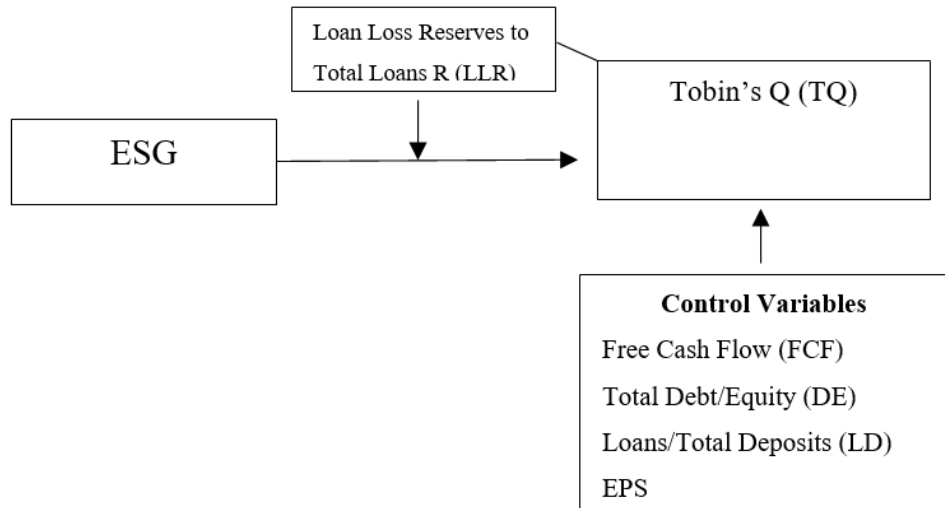 Loan Loss Reserves to
Total Loans R (LLR)
Tobin’s Q (TQ)
ESG
Control Variables
Free Cash Flow (FCF)
Total Debt/Equity (DE)
Loans/Total Deposits (LD)
EPS